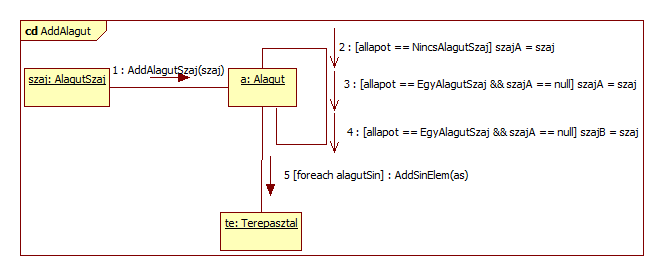 cd AddAlagut
2 : [allapot == NincsAlagutSzaj] szajA = szaj
1 : AddAlagutSzaj(szaj)
szaj: AlagutSzaj
a: Alagut
3 : [allapot == EgyAlagutSzaj && szajA == null] szajA = szaj
4 : [allapot == EgyAlagutSzaj && szajA == null] szajB = szaj
5 [foreach alagutSin] : AddSinElem(as)
te: Terepasztal